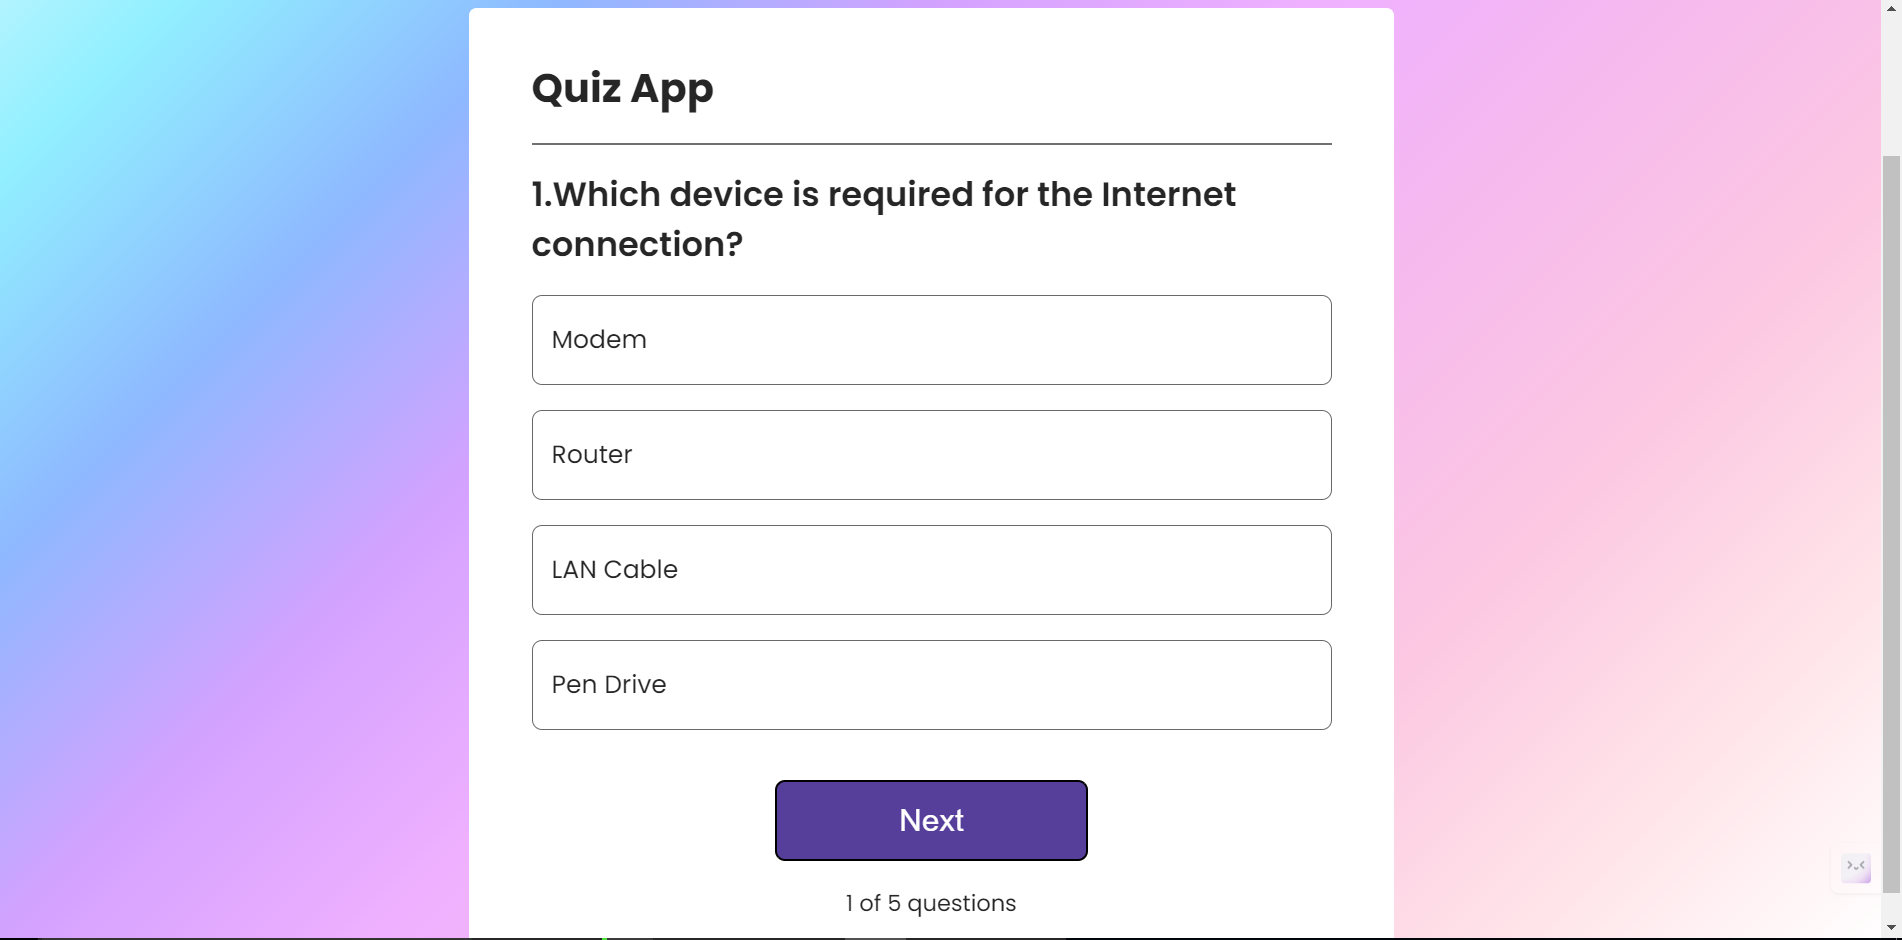 Quiz App
1.Which device is required for the Internet
connection?
Modem
Router
LAN Cable
Pen Drive
Next
1 of 5 questions